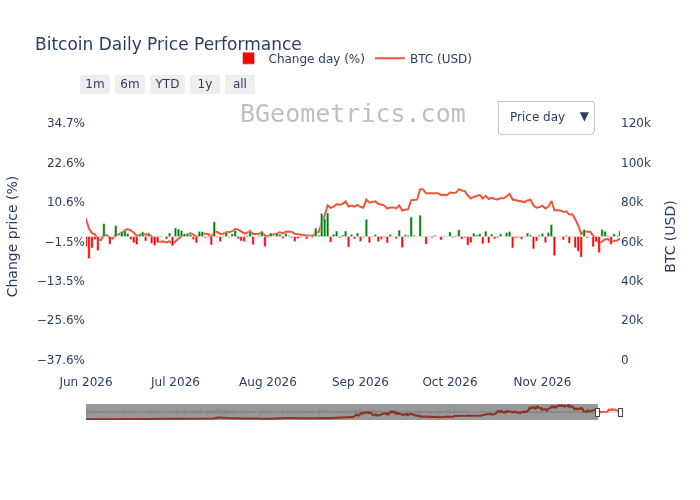 Bitcoin Daily Price Performance
Change day (%)
BTC (USD)
1m 6m YTD 1y all
BGeometrics.com
Price day ▼
34.7%
22.6%
10.6%
−1.5%
−13.5%
−25.6%
−37.6%
120k
100k
80k
60k
40k
20k
0
Change price (%)
BTC (USD)
Jun 2026 Jul 2026 Aug 2026 Sep 2026 Oct 2026 Nov 2026